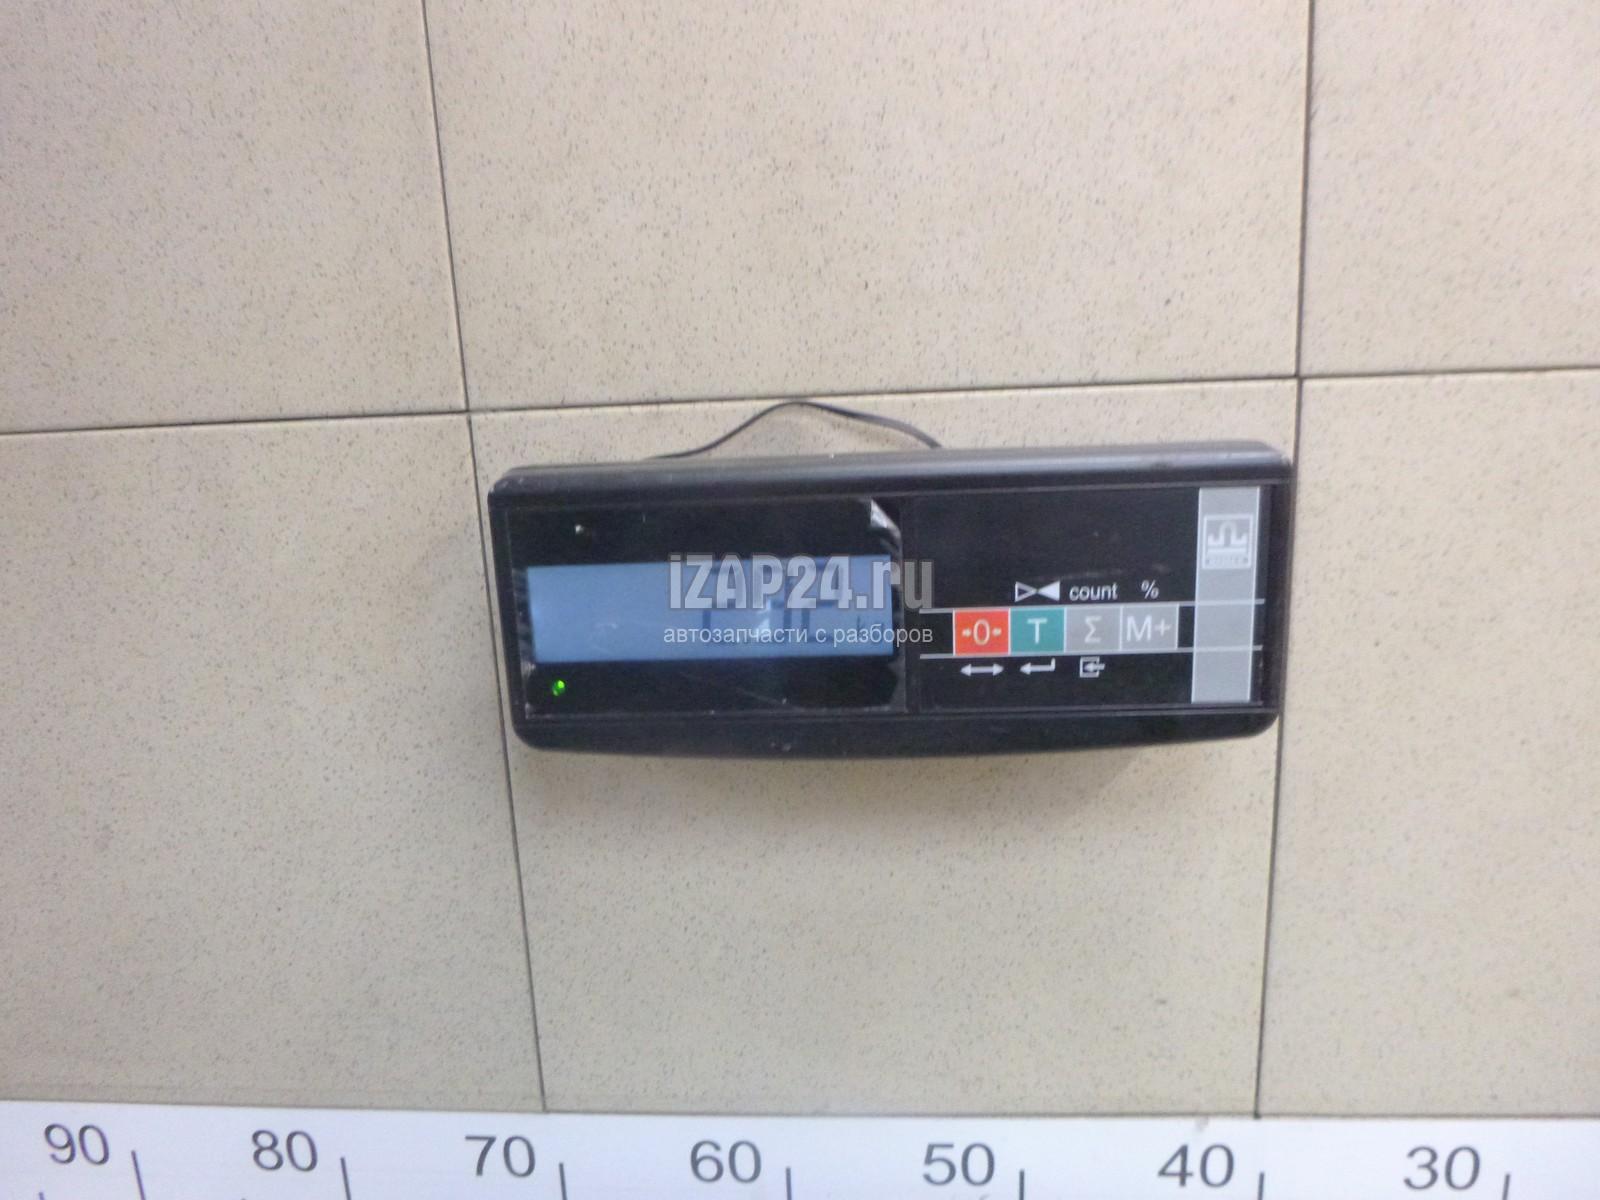 iZAP24.ru
автозапчасти с разборов
count %
→0← T Σ M+
90 80 70 60 50 40 30